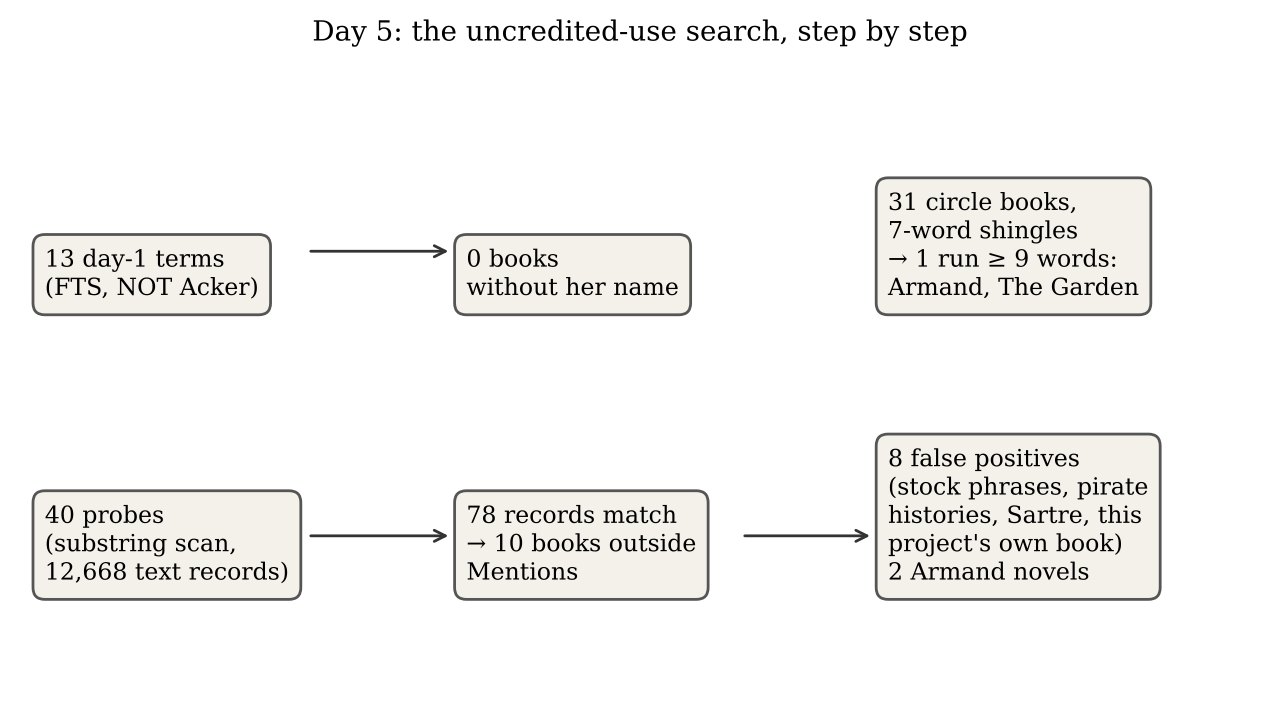 Day 5: the uncredited-use search, step by step
13 day-1 terms
(FTS, NOT Acker)
0 books
without her name
31 circle books,
7-word shingles
→ 1 run ≥ 9 words:
Armand, The Garden
40 probes
(substring scan,
12,668 text records)
78 records match
→ 10 books outside
Mentions
8 false positives
(stock phrases, pirate
histories, Sartre, this
project's own book)
2 Armand novels